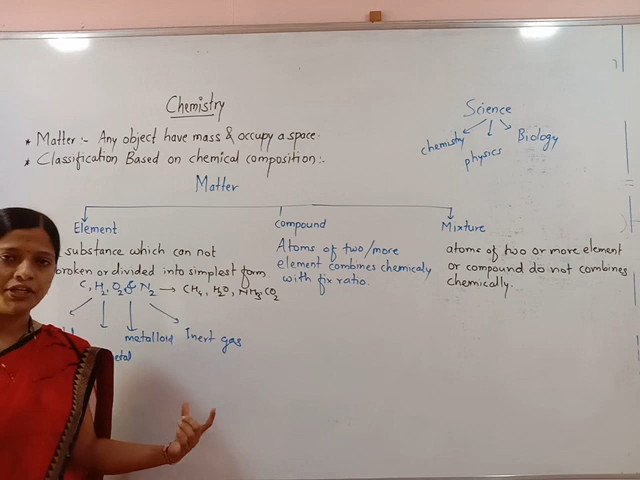 Chemistry
Science
chemistry
physics
Biology
* Matter :- Any object have mass & occupy a space.
* Classification Based on chemical composition :-
Matter
Element
compound
Mixture
substance which can not
broken or divided into simplest form
C, H2, O2 & N2 → CH4, H2O, NH3, CO2
metalloid
Inert gas
Atoms of two/more
element combines chemicaly
with fix ratio.
atoms of two or more element
or compound do not combines
chemically.